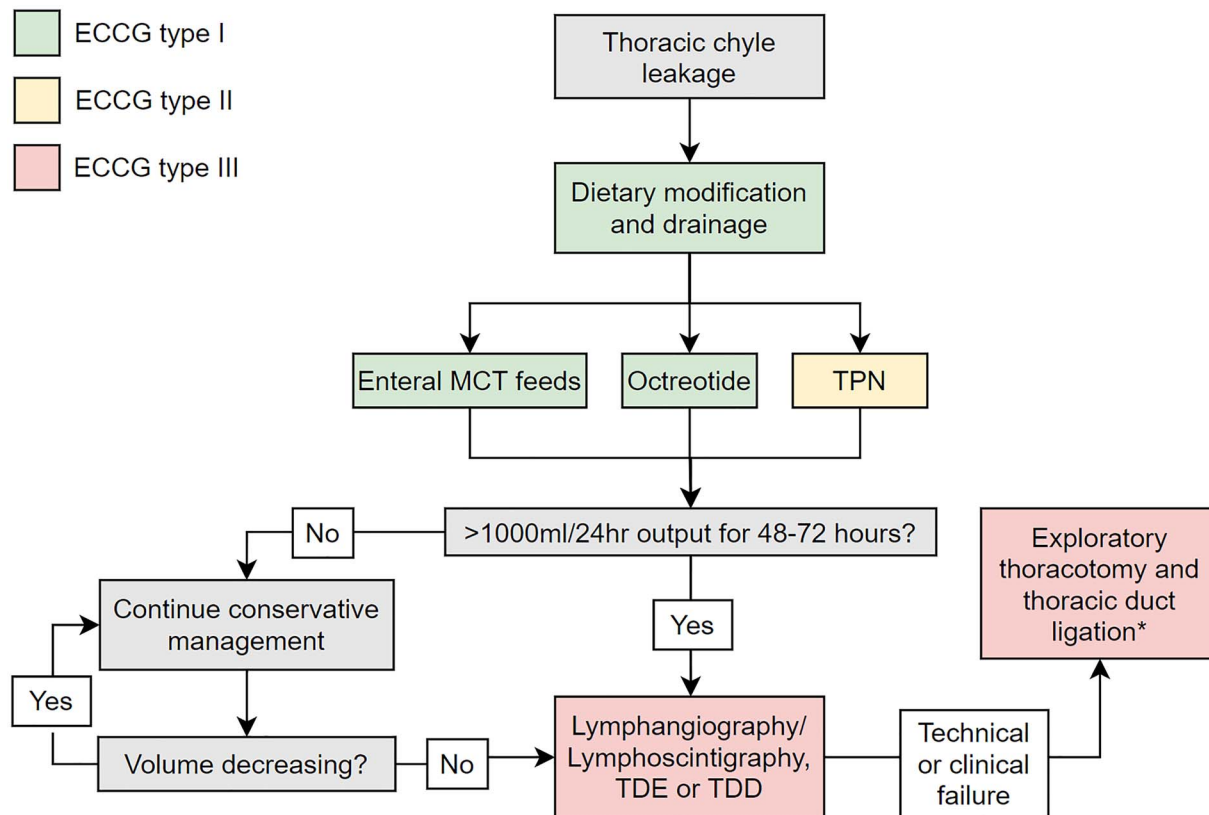 ECCG type I
ECCG type II
ECCG type III
Thoracic chyle
leakage
Dietary modification
and drainage
Enteral MCT feeds
Octreotide
TPN
>1000ml/24hr output for 48-72 hours?
No
Yes
Continue conservative
management
Yes
Volume decreasing?
No
Lymphangiography/
Lymphoscintigraphy,
TDE or TDD
Technical
or clinical
failure
Exploratory
thoracotomy and
thoracic duct
ligation*